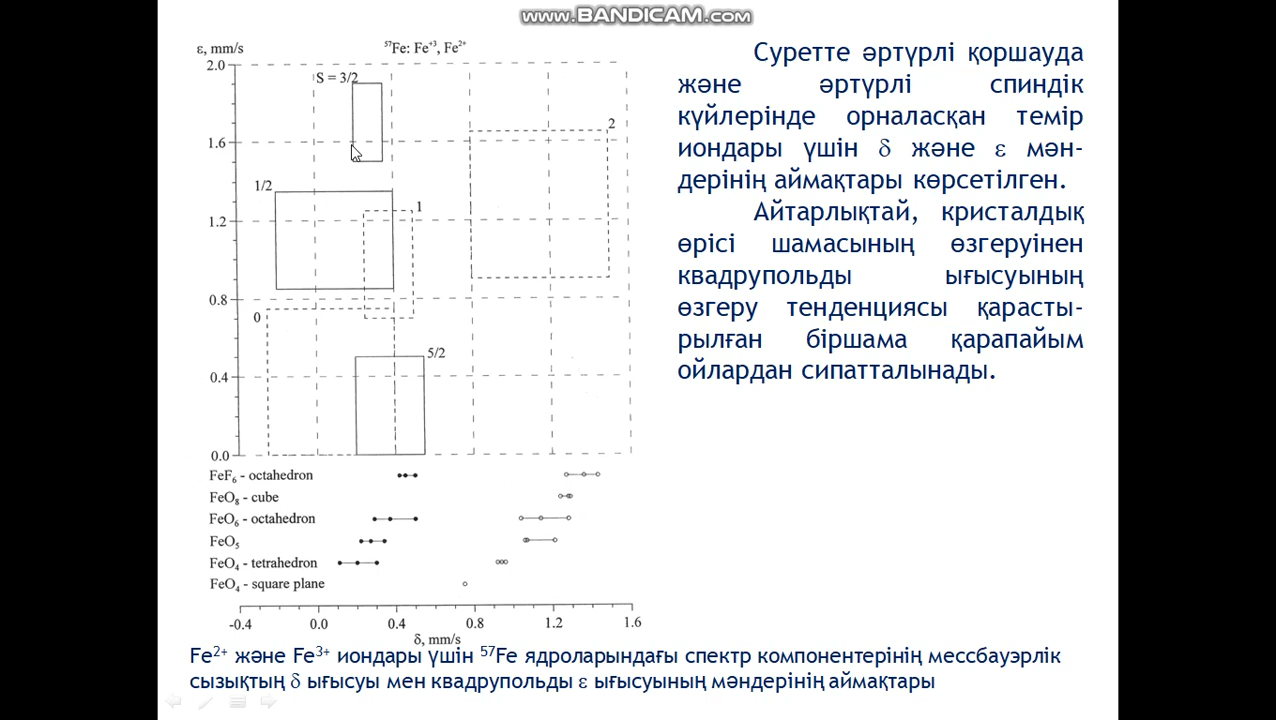 www.BANDICAM.com
ε, mm/s
⁵⁷Fe: Fe⁺³, Fe²⁺
2.0
S = 3/2
2
1.6
1/2
1
1.2
0.8
0
5/2
0.4
0.0
FeF₆ - octahedron
FeO₈ - cube
FeO₆ - octahedron
FeO₅
FeO₄ - tetrahedron
FeO₄ - square plane
-0.4 0.0 0.4 0.8 1.2 1.6
δ, mm/s
Суретте әртүрлі қоршауда
және әртүрлі спиндік
күйлерінде орналасқан темір
иондары үшін δ және ε мән-
дерінің аймақтары көрсетілген.
Айтарлықтай, кристалдық
өрісі шамасының өзгеруінен
квадрупольды ығысуының
өзгеру тенденциясы қарасты-
рылған біршама қарапайым
ойлардан сипатталынады.
Fe²⁺ және Fe³⁺ иондары үшін ⁵⁷Fe ядроларындағы спектр компонентерінің мессбауэрлік
сызықтың δ ығысуы мен квадрупольды ε ығысуының мәндерінің аймақтары